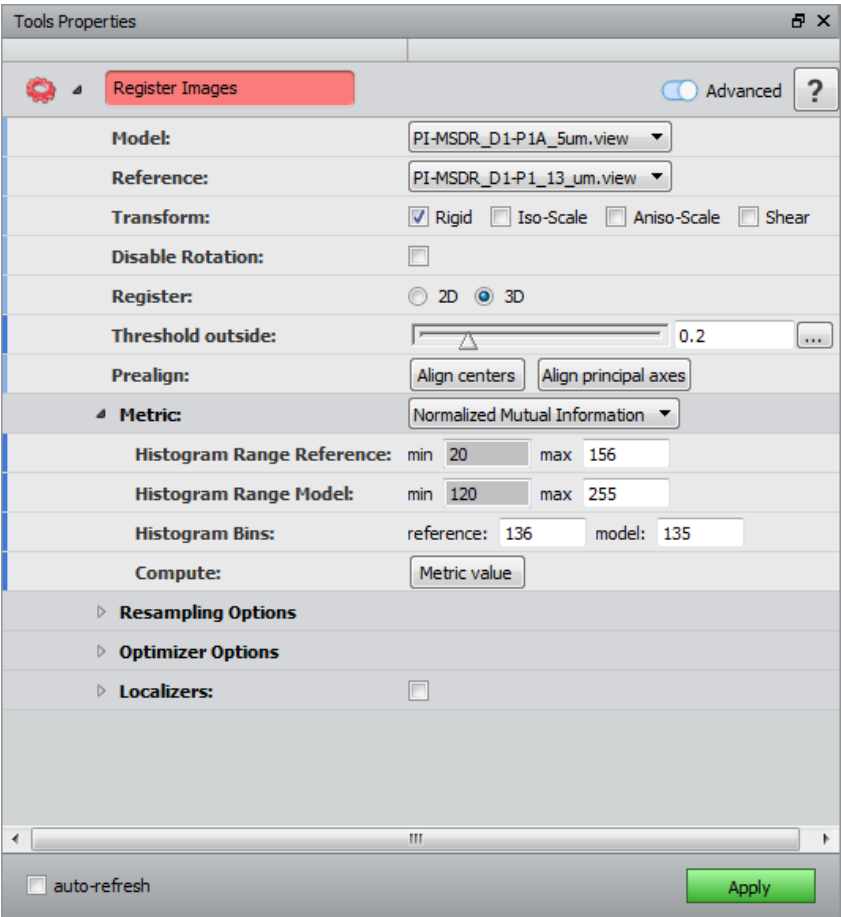 Tools Properties
Register Images Advanced ?
Model: PI-MSDR_D1-P1A_5um.view
Reference: PI-MSDR_D1-P1_13_um.view
Transform: Rigid Iso-Scale Aniso-Scale Shear
Disable Rotation:
Register: 2D 3D
Threshold outside: 0.2 ...
Prealign: Align centers Align principal axes
Metric: Normalized Mutual Information
Histogram Range Reference: min 20 max 156
Histogram Range Model: min 120 max 255
Histogram Bins: reference: 136 model: 135
Compute: Metric value
Resampling Options
Optimizer Options
Localizers:
auto-refresh Apply